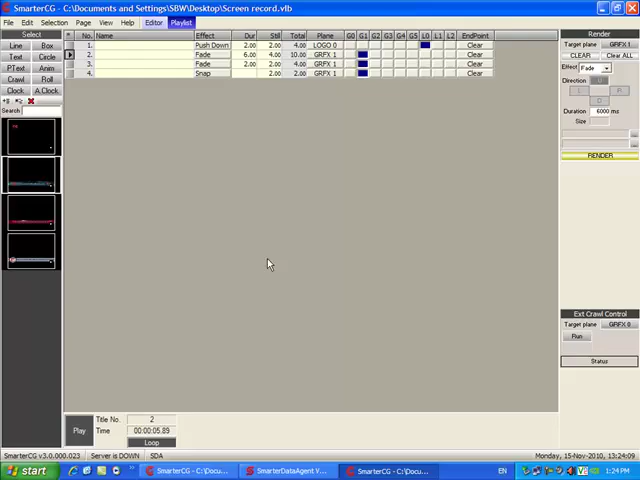 SmarterCG - C:\Documents and Settings\SBW\Desktop\Screen record.vlb
File Edit Selection Page View Help Editor Playlist
Select
Line Box
Text Circle
PText Anim
Crawl Roll
Clock A.Clock
Search
No. Name Effect Dur Still Total Plane G0 G1 G2 G3 G4 G5 L0 L1 L2 EndPoint
1. Push Down 2.00 2.00 4.00 LOGO 0 Clear
2. Fade 6.00 4.00 10.00 GRFX 1 Clear
3. Fade 2.00 2.00 4.00 GRFX 1 Clear
4. Snap 2.00 2.00 GRFX 1 Clear
Render
Target plane GRFX 1
CLEAR Clear ALL
Effect Fade
Direction U
L R
D
Duration 6000 ms
Size
RENDER
Ext Crawl Control
Target plane GRFX 0
Run
Status
Play
Title No. 2
Time 00:00:05.89
Loop
SmarterCG v3.0.000.023 Server is DOWN SDA Monday, 15-Nov-2010, 13:24:09
start SmarterCG - C:\Docu... SmarterDataAgent V... SmarterCG - C:\Docu... EN 1:24 PM